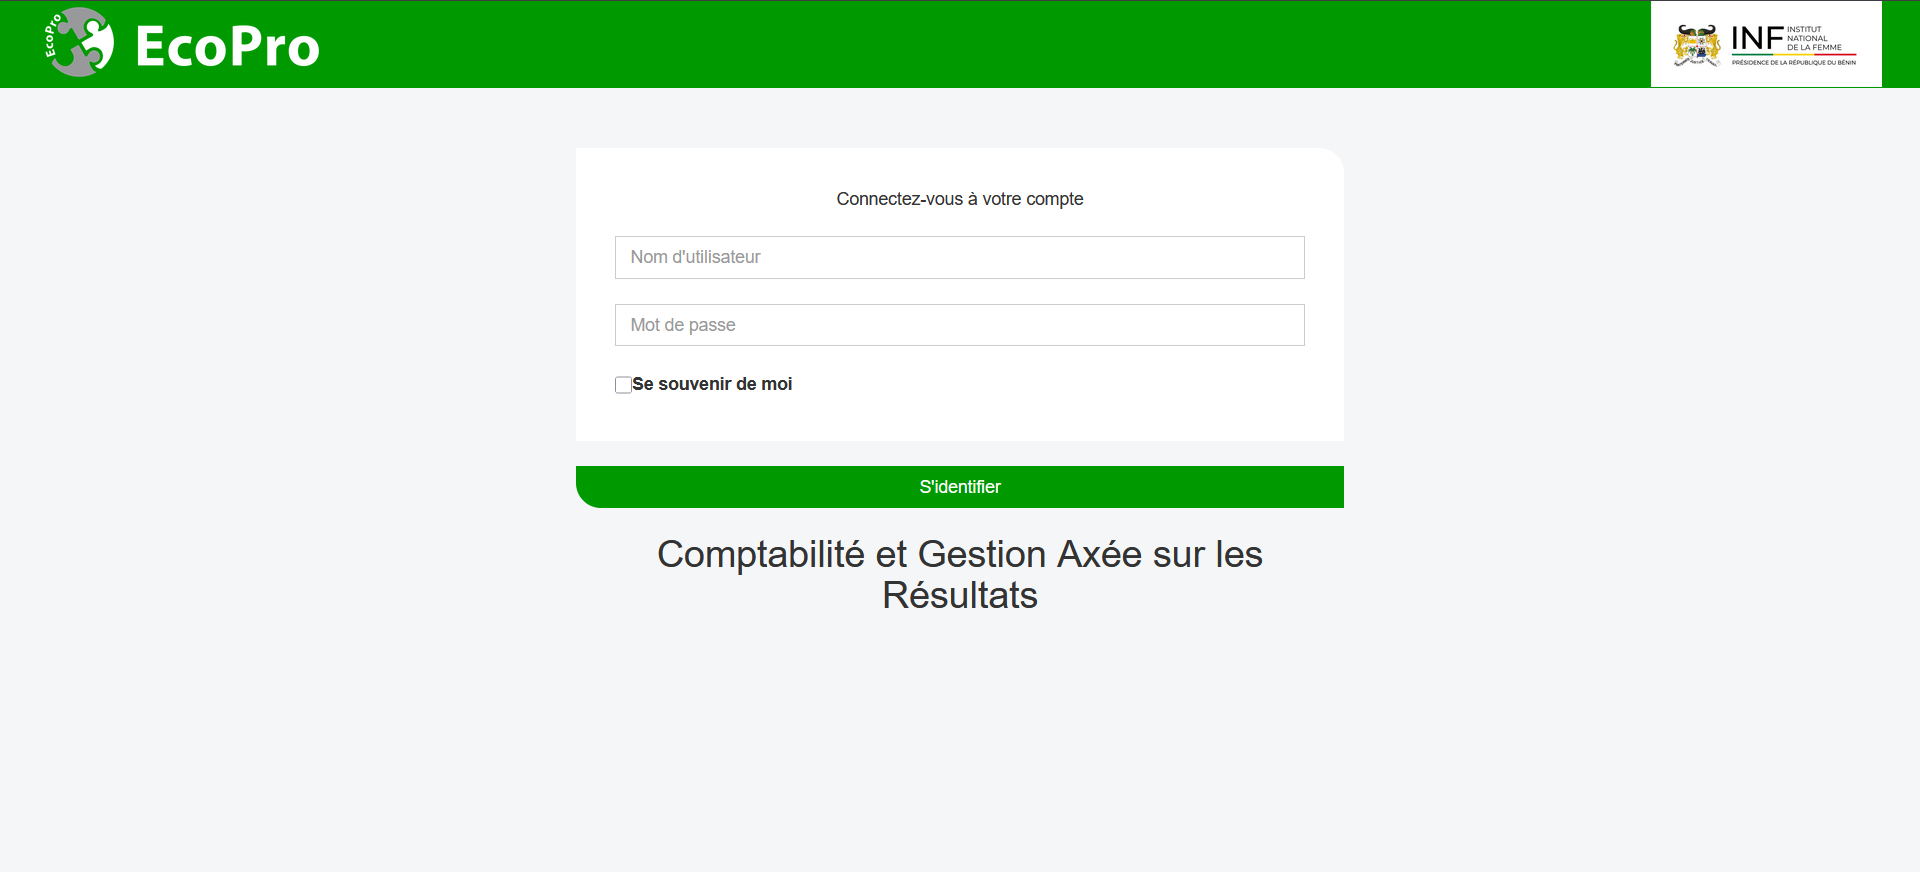 EcoPro
EcoPro
INF
INSTITUT
NATIONAL
DE LA FEMME
PRÉSIDENCE DE LA RÉPUBLIQUE DU BÉNIN
Connectez-vous à votre compte
Nom d'utilisateur
Mot de passe
Se souvenir de moi
S'identifier
Comptabilité et Gestion Axée sur les
Résultats